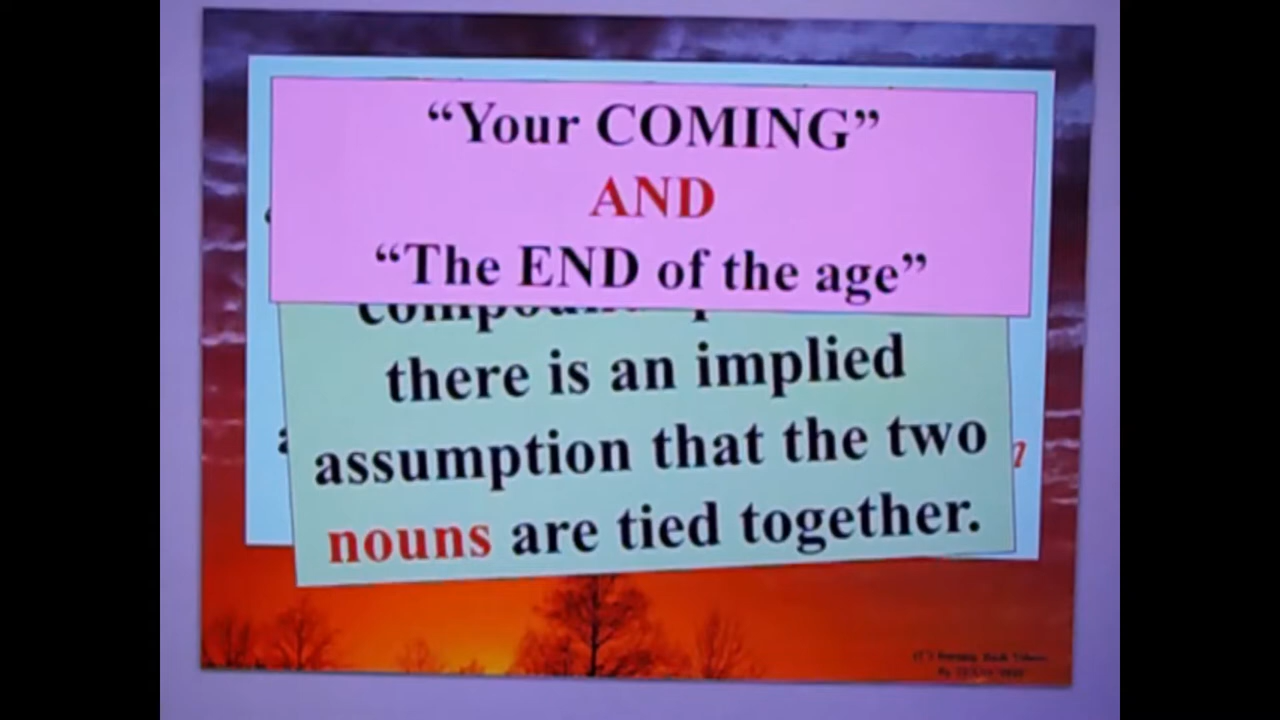 “Your COMING”
AND
“The END of the age”
there is an implied
assumption that the two
nouns are tied together.